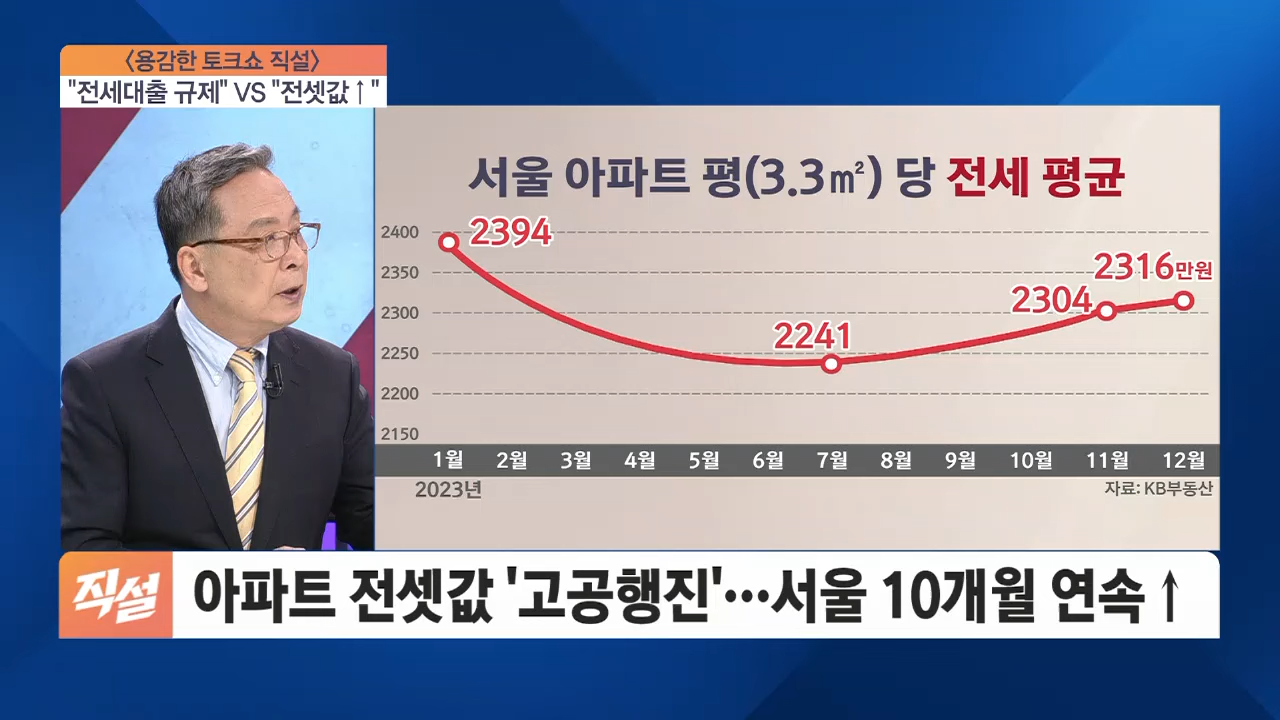 〈용감한 토크쇼 직설〉
"전세대출 규제" VS "전셋값↑"
서울 아파트 평(3.3㎡) 당 전세 평균
2400
2350
2300
2250
2200
2150
2394
2241
2304
2316만원
1월 2월 3월 4월 5월 6월 7월 8월 9월 10월 11월 12월
2023년
자료: KB부동산
직설
아파트 전셋값 '고공행진'…서울 10개월 연속↑